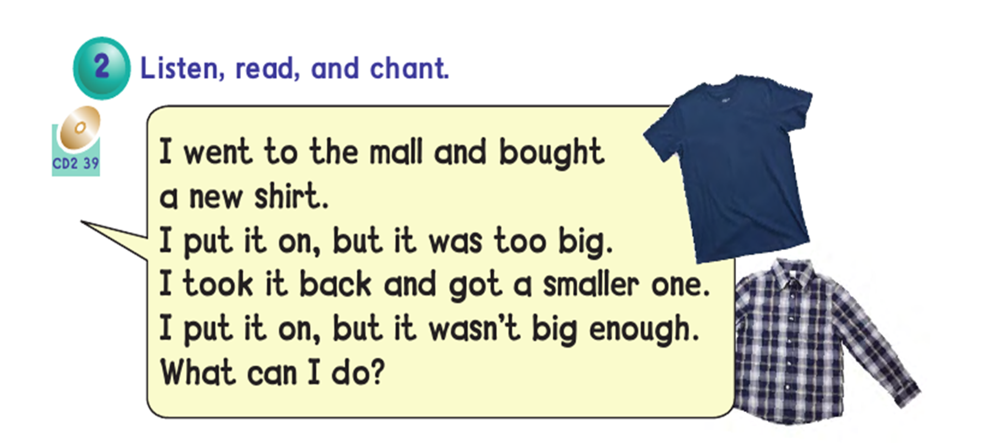 2 Listen, read, and chant.
CD2 39
I went to the mall and bought
a new shirt.
I put it on, but it was too big.
I took it back and got a smaller one.
I put it on, but it wasn't big enough.
What can I do?